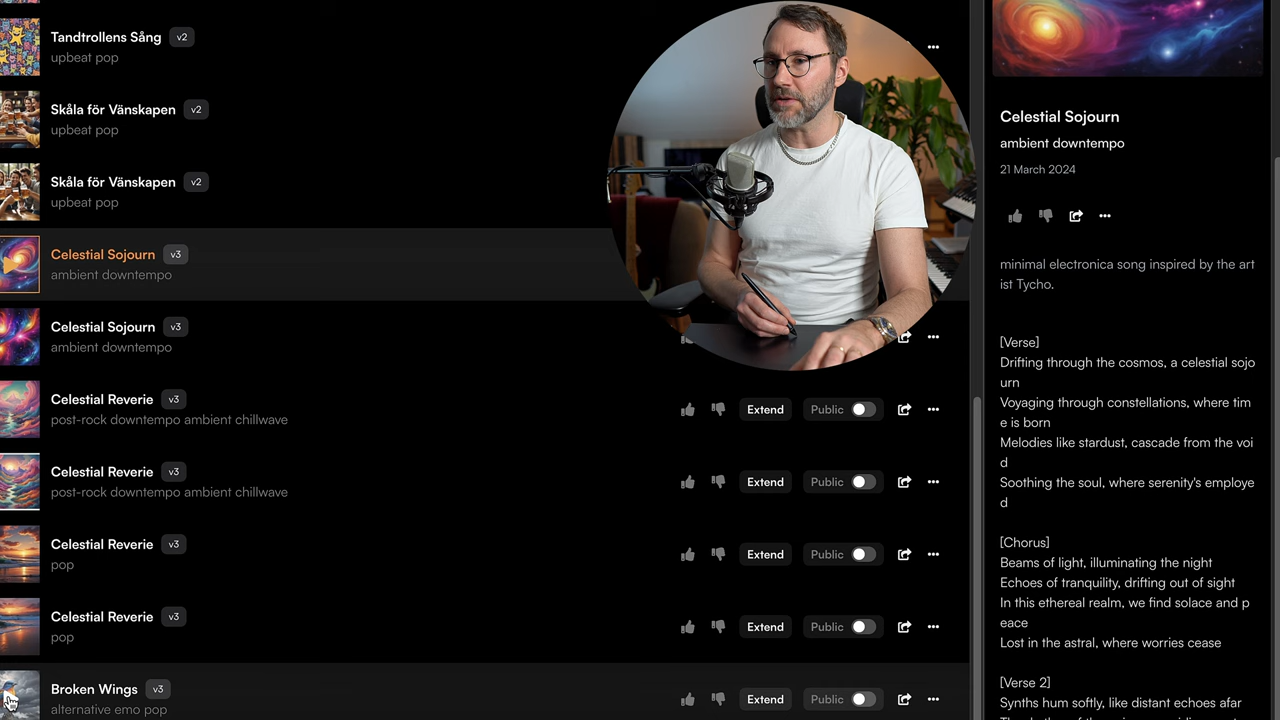 Tandtrollens Sång v2
upbeat pop
Skåla för Vänskapen v2
upbeat pop
Skåla för Vänskapen v2
upbeat pop
Celestial Sojourn v3
ambient downtempo
Celestial Sojourn v3
ambient downtempo
Celestial Reverie v3
post-rock downtempo ambient chillwave
Extend Public
Celestial Reverie v3
post-rock downtempo ambient chillwave
Extend Public
Celestial Reverie v3
pop
Extend Public
Celestial Reverie v3
pop
Extend Public
Broken Wings v3
alternative emo pop
Extend Public
Celestial Sojourn
ambient downtempo
21 March 2024
minimal electronica song inspired by the art
ist Tycho.
[Verse]
Drifting through the cosmos, a celestial sojo
urn
Voyaging through constellations, where tim
e is born
Melodies like stardust, cascade from the voi
d
Soothing the soul, where serenity's employe
d
[Chorus]
Beams of light, illuminating the night
Echoes of tranquility, drifting out of sight
In this ethereal realm, we find solace and p
eace
Lost in the astral, where worries cease
[Verse 2]
Synths hum softly, like distant echoes afar